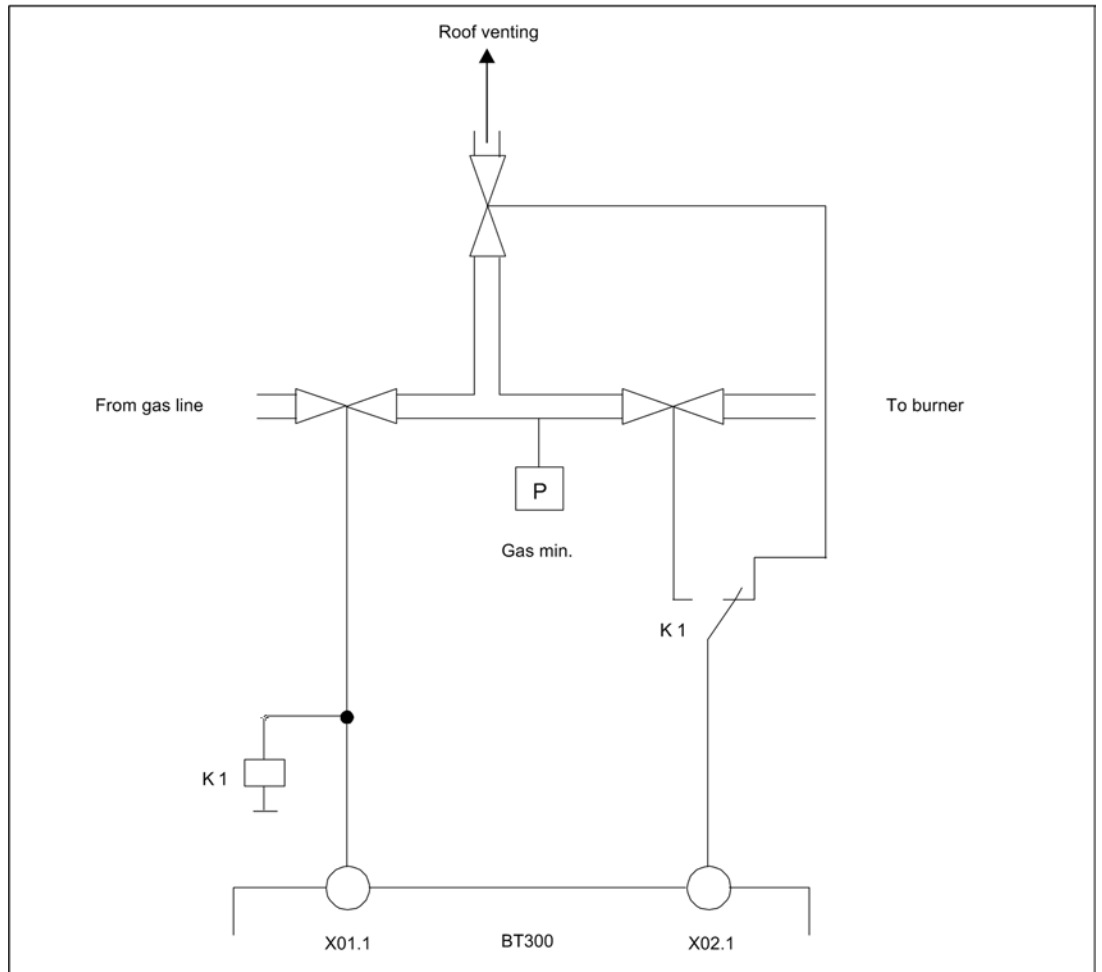 Roof venting
From gas line
To burner
P
Gas min.
K 1
K 1
X01.1
BT300
X02.1